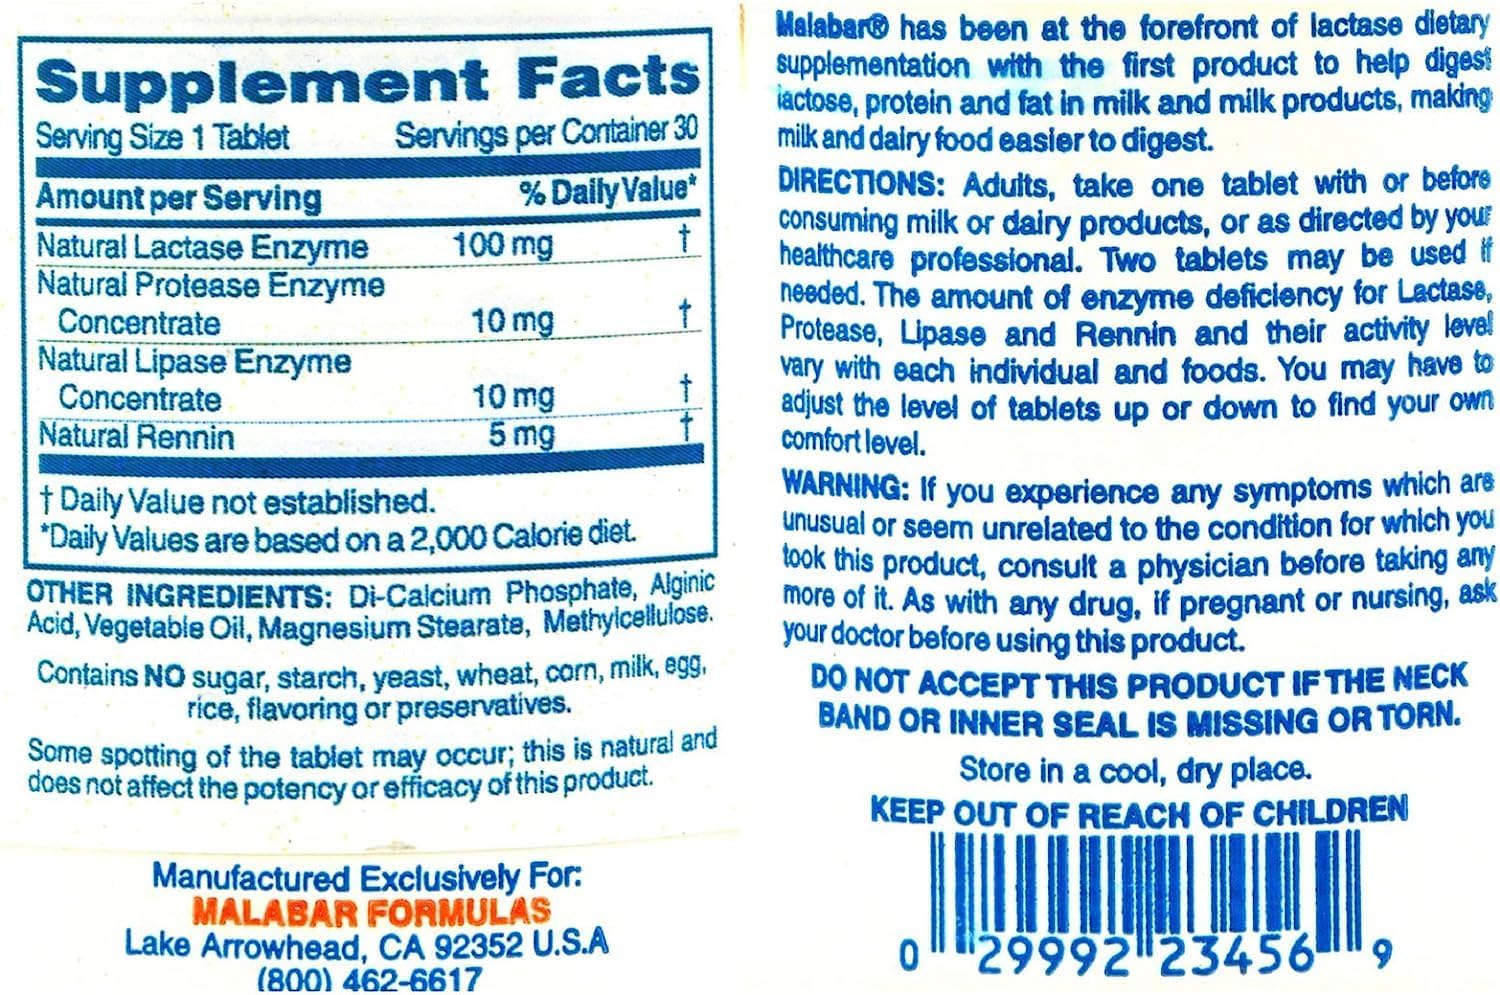 Supplement Facts
Serving Size 1 Tablet Servings per Container 30
Amount per Serving % Daily Value*
Natural Lactase Enzyme 100 mg †
Natural Protease Enzyme
Concentrate 10 mg †
Natural Lipase Enzyme
Concentrate 10 mg †
Natural Rennin 5 mg †
† Daily Value not established.
*Daily Values are based on a 2,000 Calorie diet.
OTHER INGREDIENTS: Di-Calcium Phosphate, Alginic
Acid, Vegetable Oil, Magnesium Stearate, Methylcellulose.
Contains NO sugar, starch, yeast, wheat, corn, milk, egg,
rice, flavoring or preservatives.
Some spotting of the tablet may occur; this is natural and
does not affect the potency or efficacy of this product.
Manufactured Exclusively For:
MALABAR FORMULAS
Lake Arrowhead, CA 92352 U.S.A
(800) 462-6617
Malabar® has been at the forefront of lactase dietary
supplementation with the first product to help digest
lactose, protein and fat in milk and milk products, making
milk and dairy food easier to digest.
DIRECTIONS: Adults, take one tablet with or before
consuming milk or dairy products, or as directed by your
healthcare professional. Two tablets may be used if
needed. The amount of enzyme deficiency for Lactase,
Protease, Lipase and Rennin and their activity level
vary with each individual and foods. You may have to
adjust the level of tablets up or down to find your own
comfort level.
WARNING: If you experience any symptoms which are
unusual or seem unrelated to the condition for which you
took this product, consult a physician before taking any
more of it. As with any drug, if pregnant or nursing, ask
your doctor before using this product.
DO NOT ACCEPT THIS PRODUCT IF THE NECK
BAND OR INNER SEAL IS MISSING OR TORN.
Store in a cool, dry place.
KEEP OUT OF REACH OF CHILDREN
0 29992 23456 9